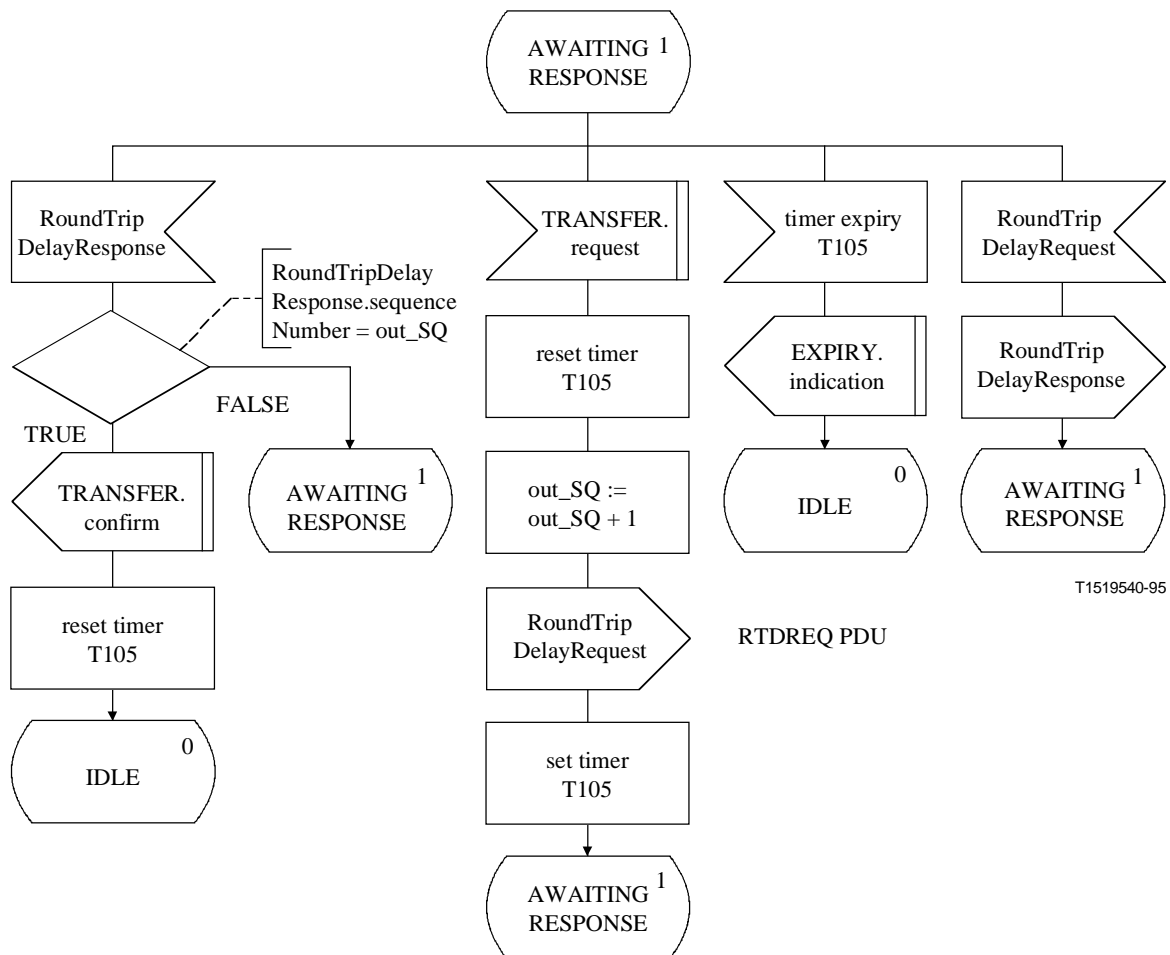 AWAITING 1
RESPONSE
RoundTrip
DelayResponse
RoundTripDelay
Response.sequence
Number = out_SQ
TRUE
FALSE
TRANSFER.
confirm
reset timer
T105
IDLE 0
AWAITING 1
RESPONSE
TRANSFER.
request
reset timer
T105
out_SQ :=
out_SQ + 1
RoundTrip
DelayRequest
RTDREQ PDU
set timer
T105
AWAITING 1
RESPONSE
timer expiry
T105
EXPIRY.
indication
0
IDLE
RoundTrip
DelayRequest
RoundTrip
DelayResponse
AWAITING 1
RESPONSE
T1519540-95